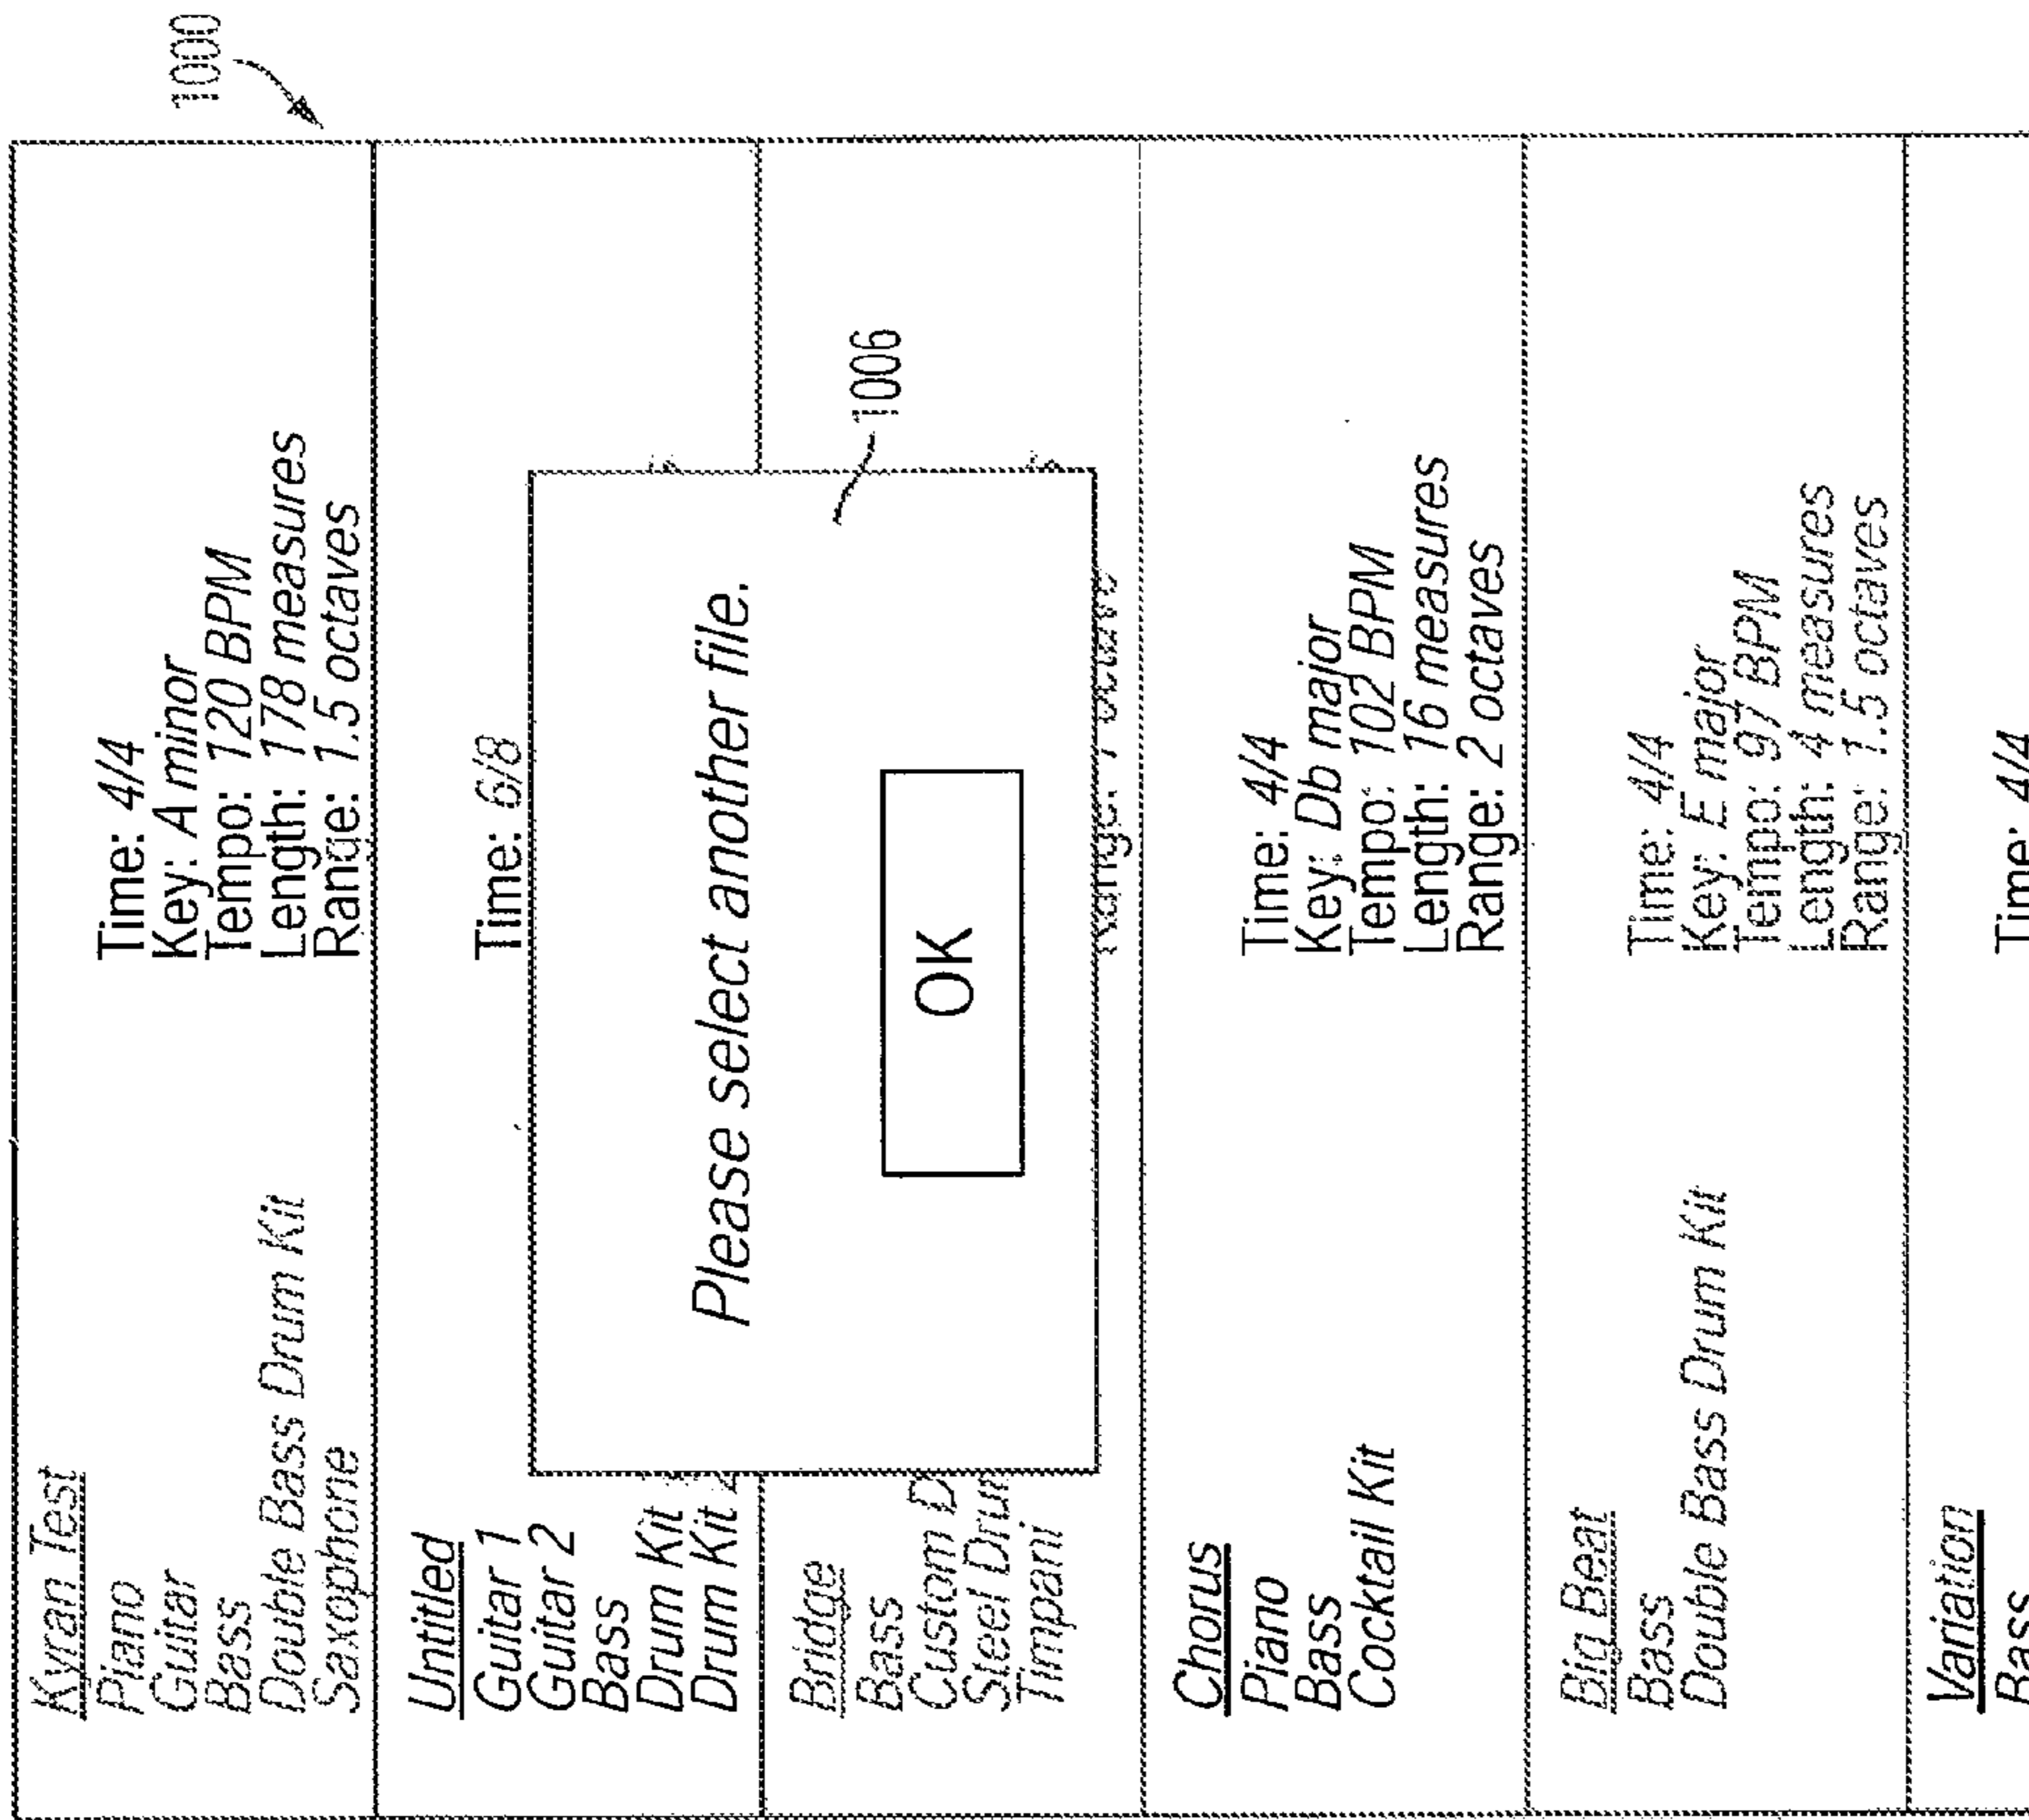 1000
Kyran Test
Piano
Guitar
Bass
Double Bass Drum Kit
Saxophone
Time: 4/4
Key: A minor
Tempo: 120 BPM
Length: 178 measures
Range: 1.5 octaves
Untitled
Guitar 1
Guitar 2
Bass
Drum Kit
Drum Kit 2
Time: 6/8
Please select another file.
OK
1006
Bridge
Bass
Custom D
Steel Drum
Timpani
Range: 1 octave
Chorus
Piano
Bass
Cocktail Kit
Time: 4/4
Key: Db major
Tempo: 102 BPM
Length: 16 measures
Range: 2 octaves
Big Beat
Bass
Double Bass Drum Kit
Time: 4/4
Key: E major
Tempo: 97 BPM
Length: 4 measures
Range: 1.5 octaves
Variation
Bass
Time: 4/4